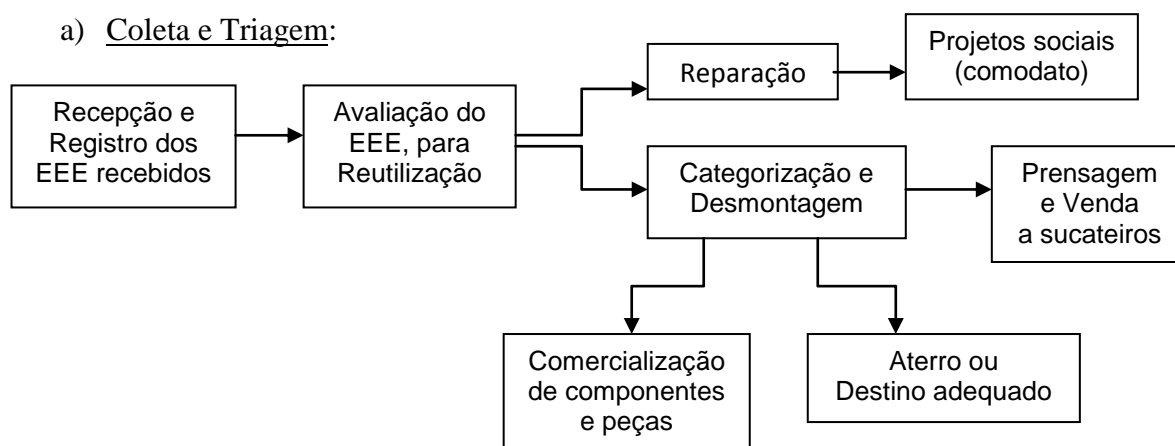 a) Coleta e Triagem:
Recepção e
Registro dos
EEE recebidos
Avaliação do
EEE, para
Reutilização
Reparação
Projetos sociais
(comodato)
Categorização e
Desmontagem
Prensagem
e Venda
a sucateiros
Comercialização
de componentes
e peças
Aterro ou
Destino adequado